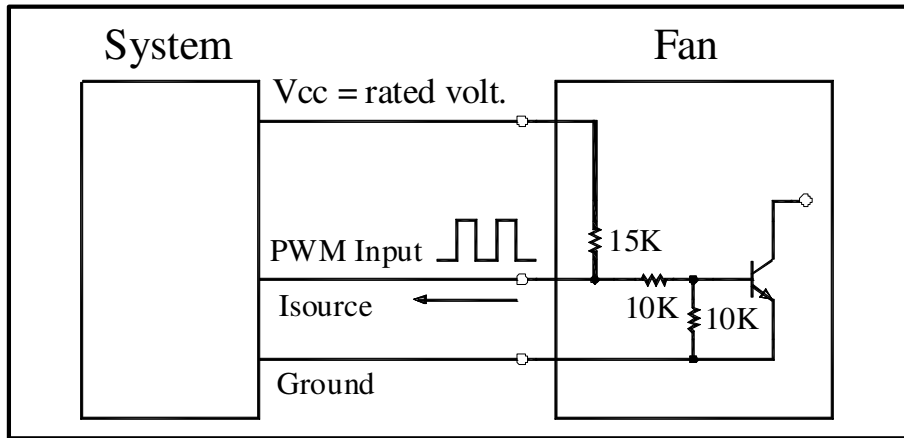 System
Fan
Vcc = rated volt.
15K
PWM Input
10K
10K
Isource
Ground